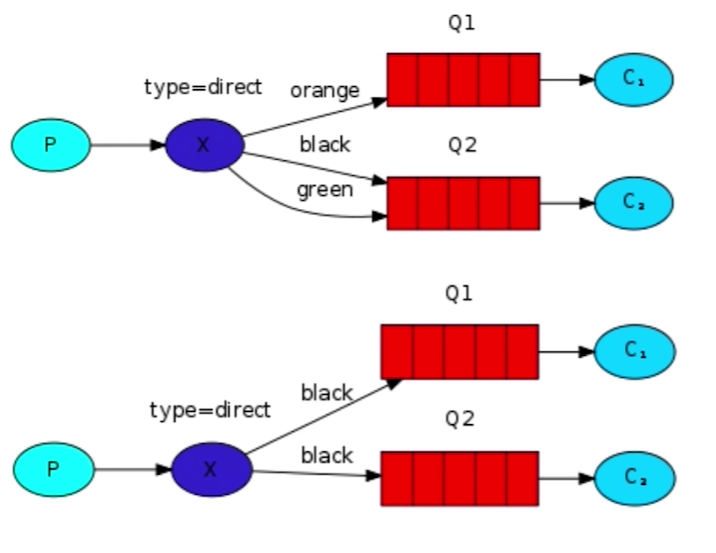 Q1
type=direct
orange
C₁
P
X
black
Q2
green
C₂
Q1
C₁
black
type=direct
Q2
black
P
X
C₂